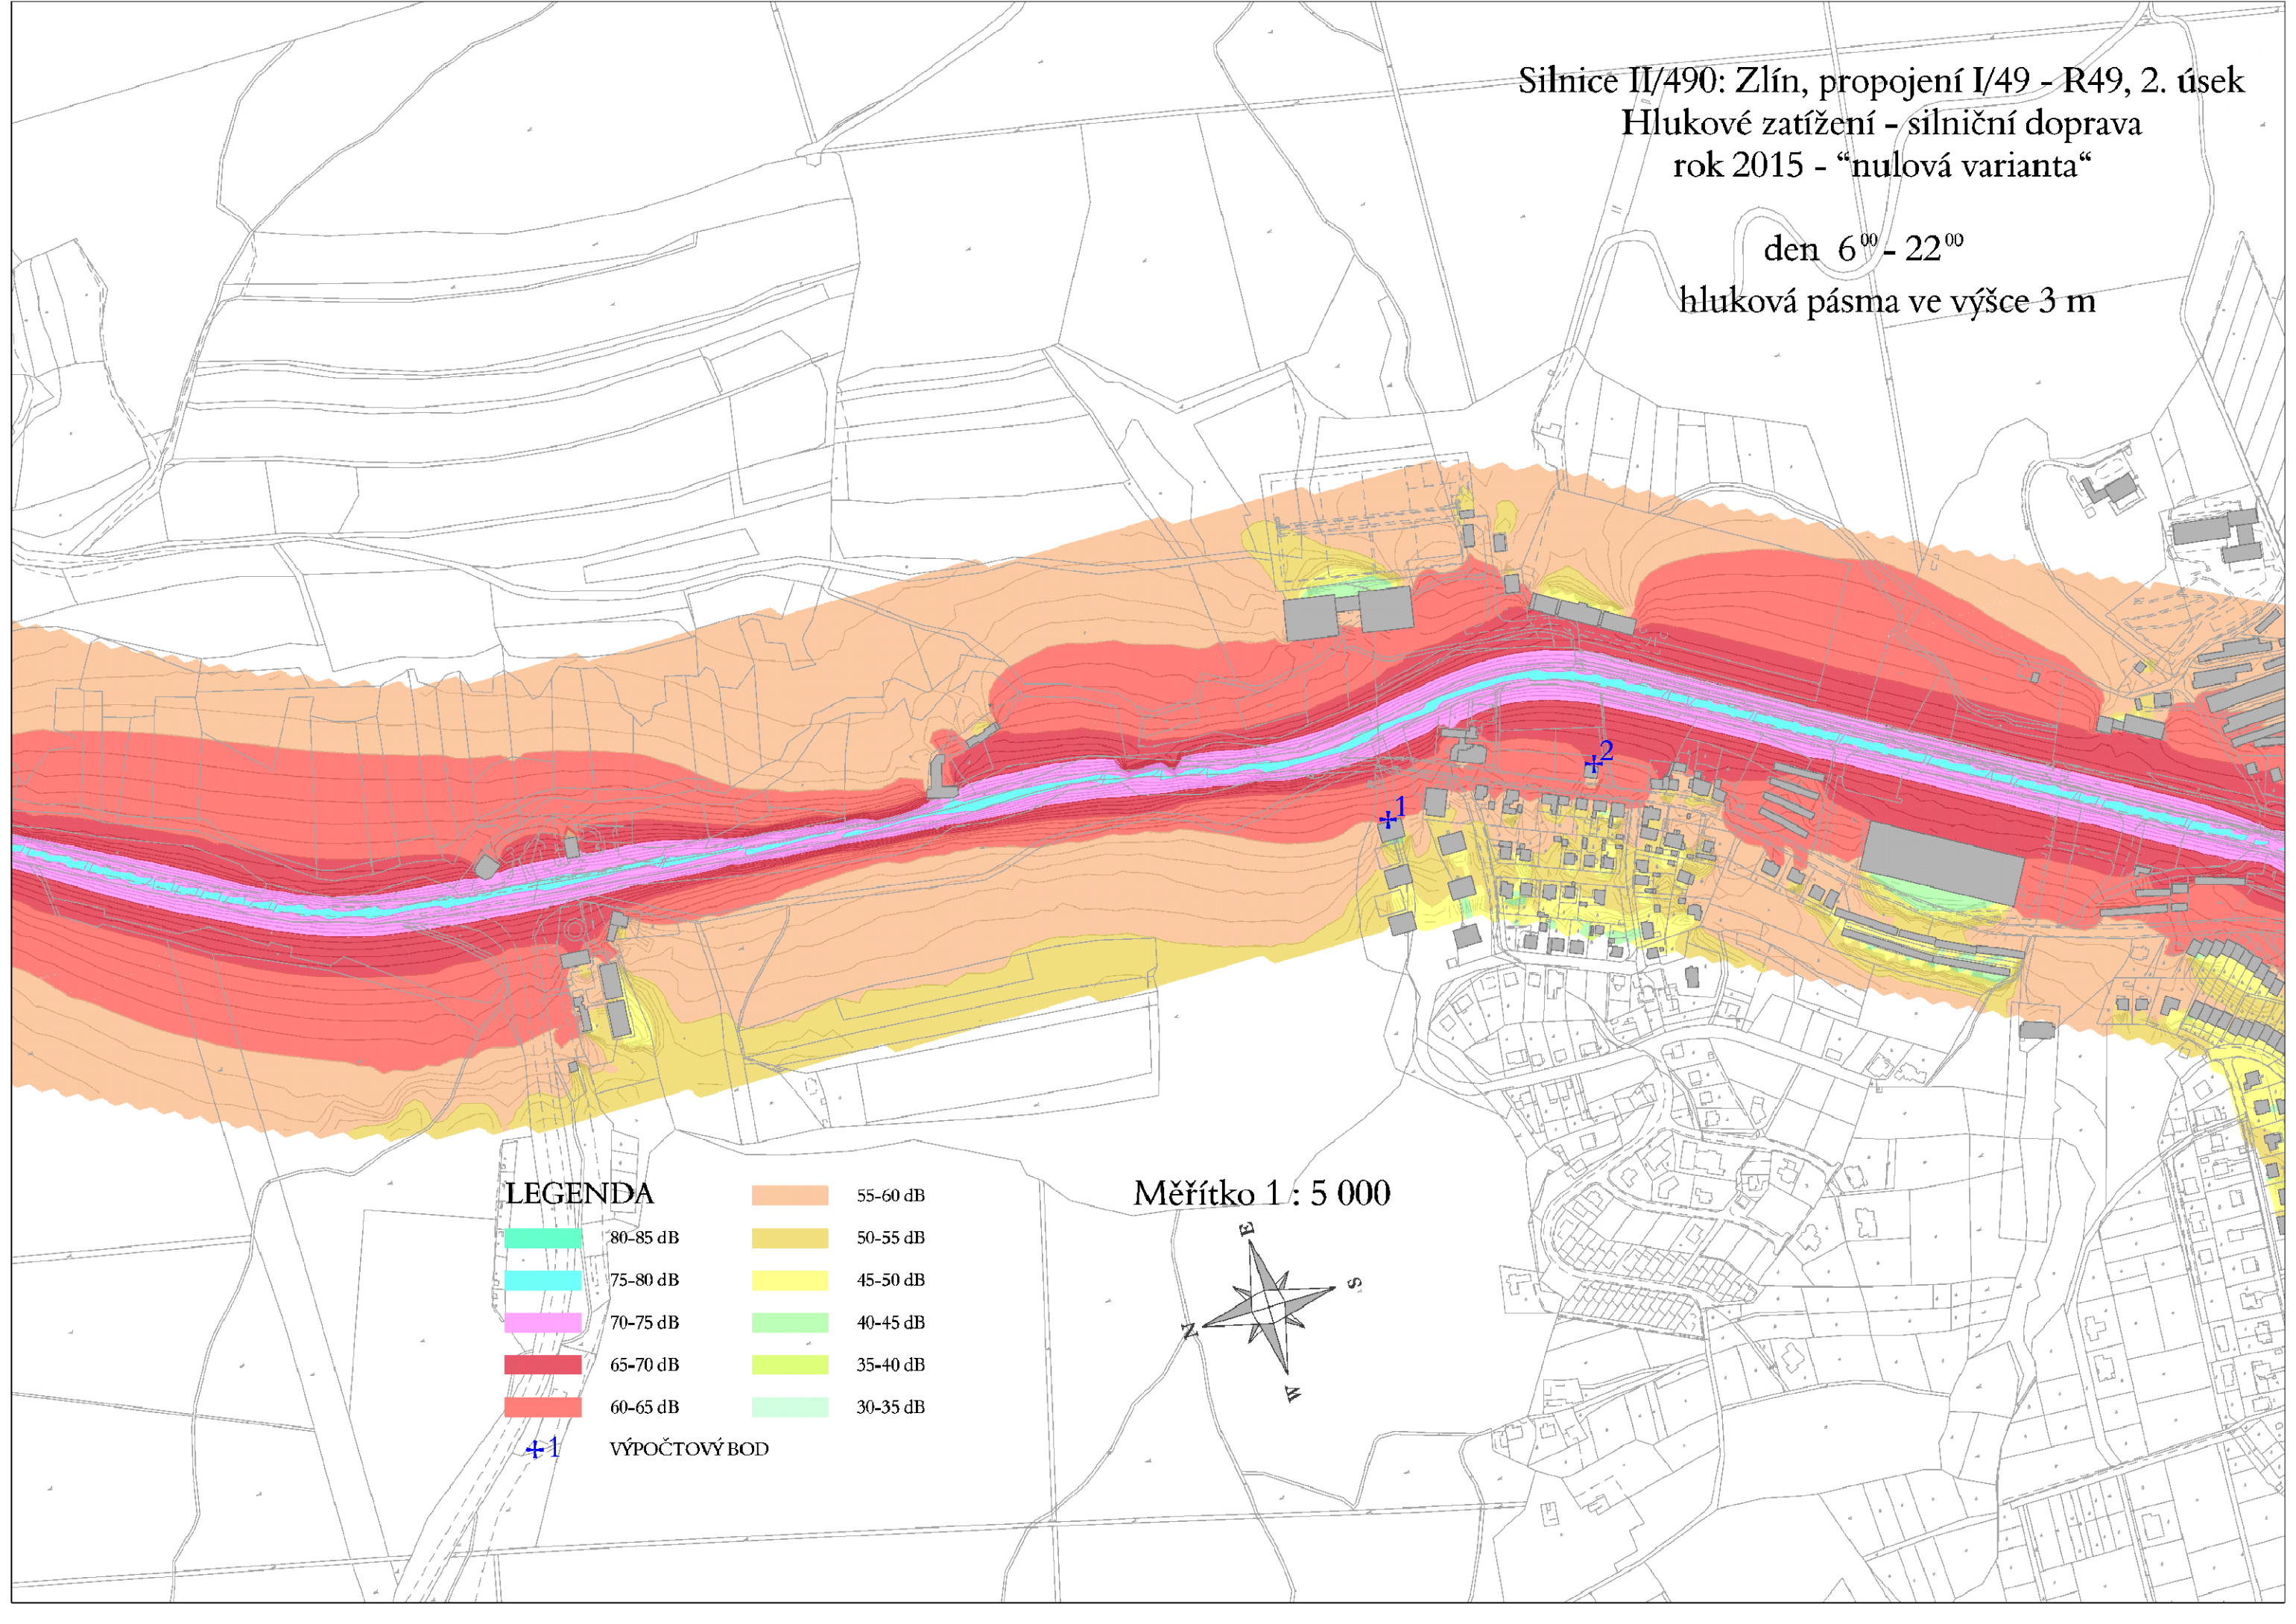 Silnice II/490: Zlín, propojení I/49 - R49, 2. úsek
Hlukové zatížení - silniční doprava
rok 2015 - “nulová varianta“
den 6⁰⁰ - 22⁰⁰
hluková pásma ve výšce 3 m
2
1
LEGENDA
80-85 dB
75-80 dB
70-75 dB
65-70 dB
60-65 dB
+1 VÝPOČTOVÝ BOD
55-60 dB
50-55 dB
45-50 dB
40-45 dB
35-40 dB
30-35 dB
Měřítko 1 : 5 000
E
S
N
W